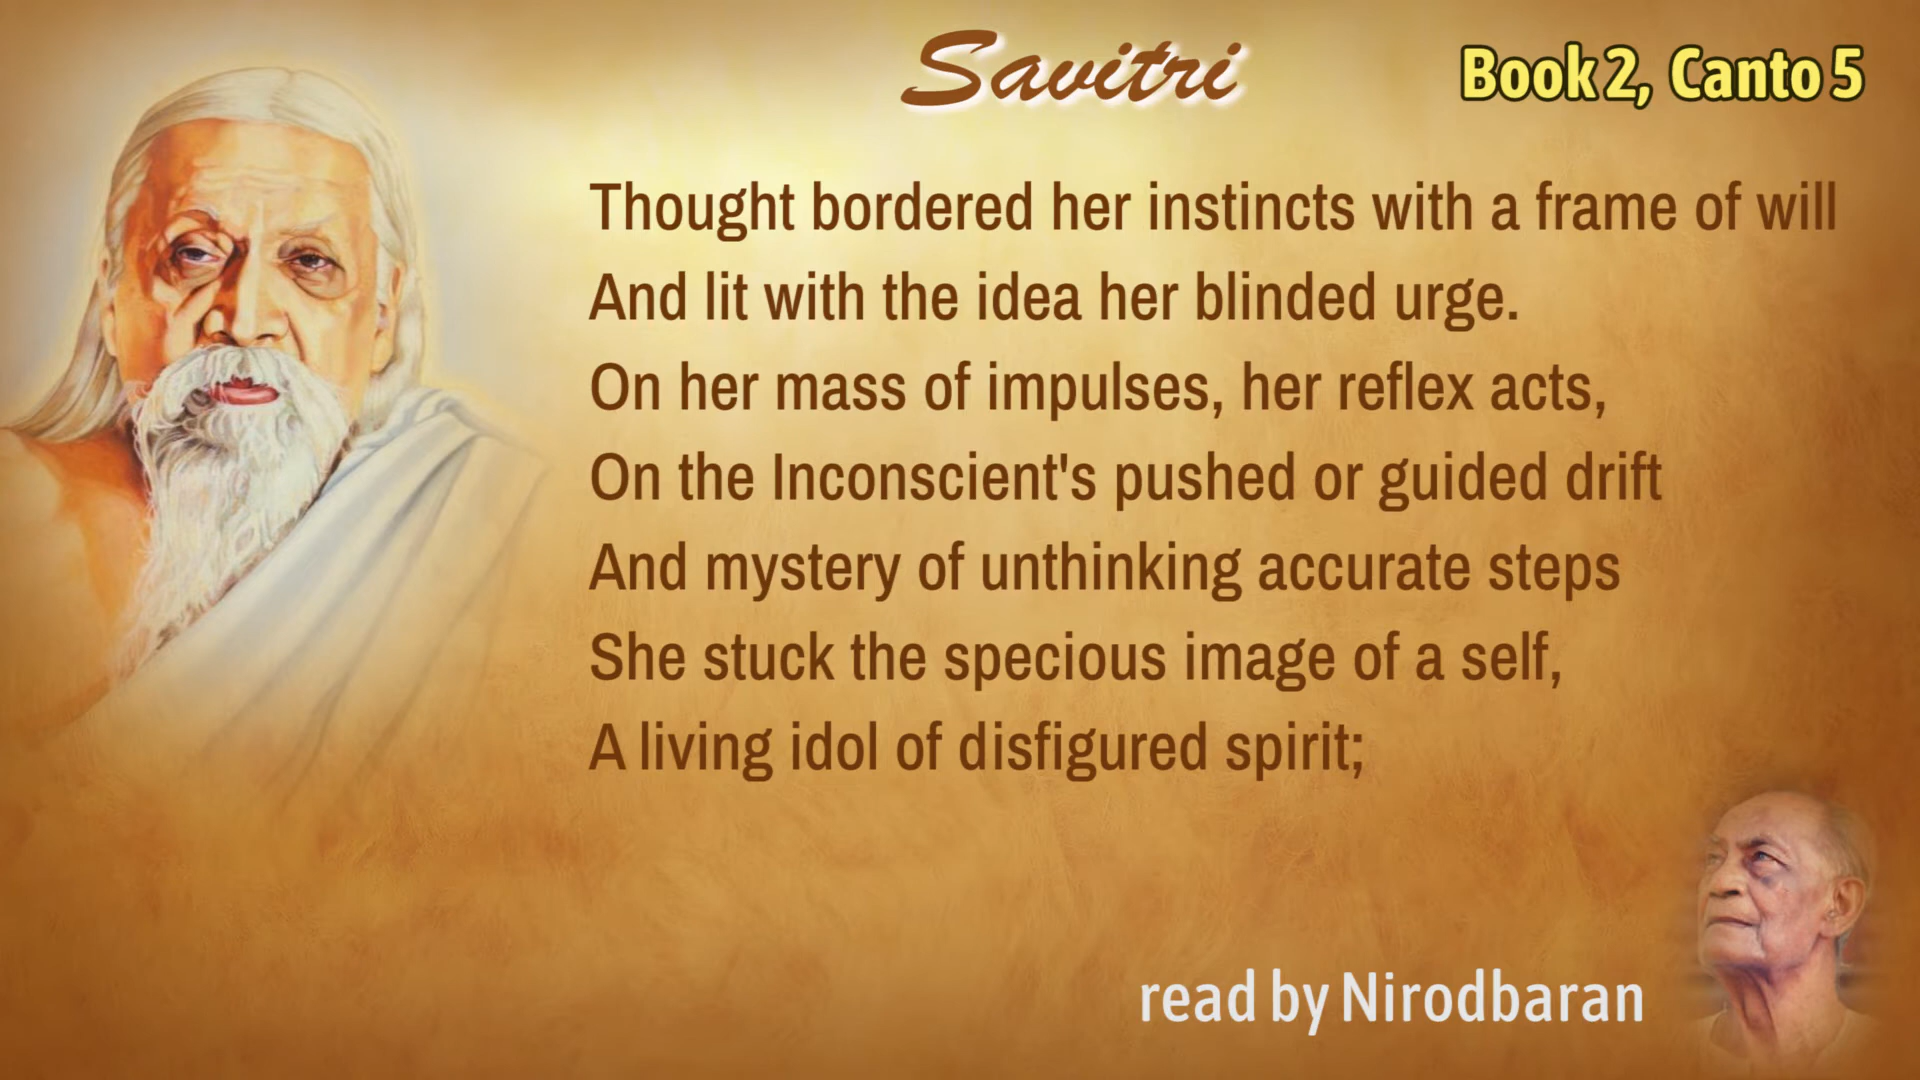 Savitri
Book 2, Canto 5
Thought bordered her instincts with a frame of will
And lit with the idea her blinded urge.
On her mass of impulses, her reflex acts,
On the Inconscient's pushed or guided drift
And mystery of unthinking accurate steps
She stuck the specious image of a self,
A living idol of disfigured spirit;
read by Nirodbaran